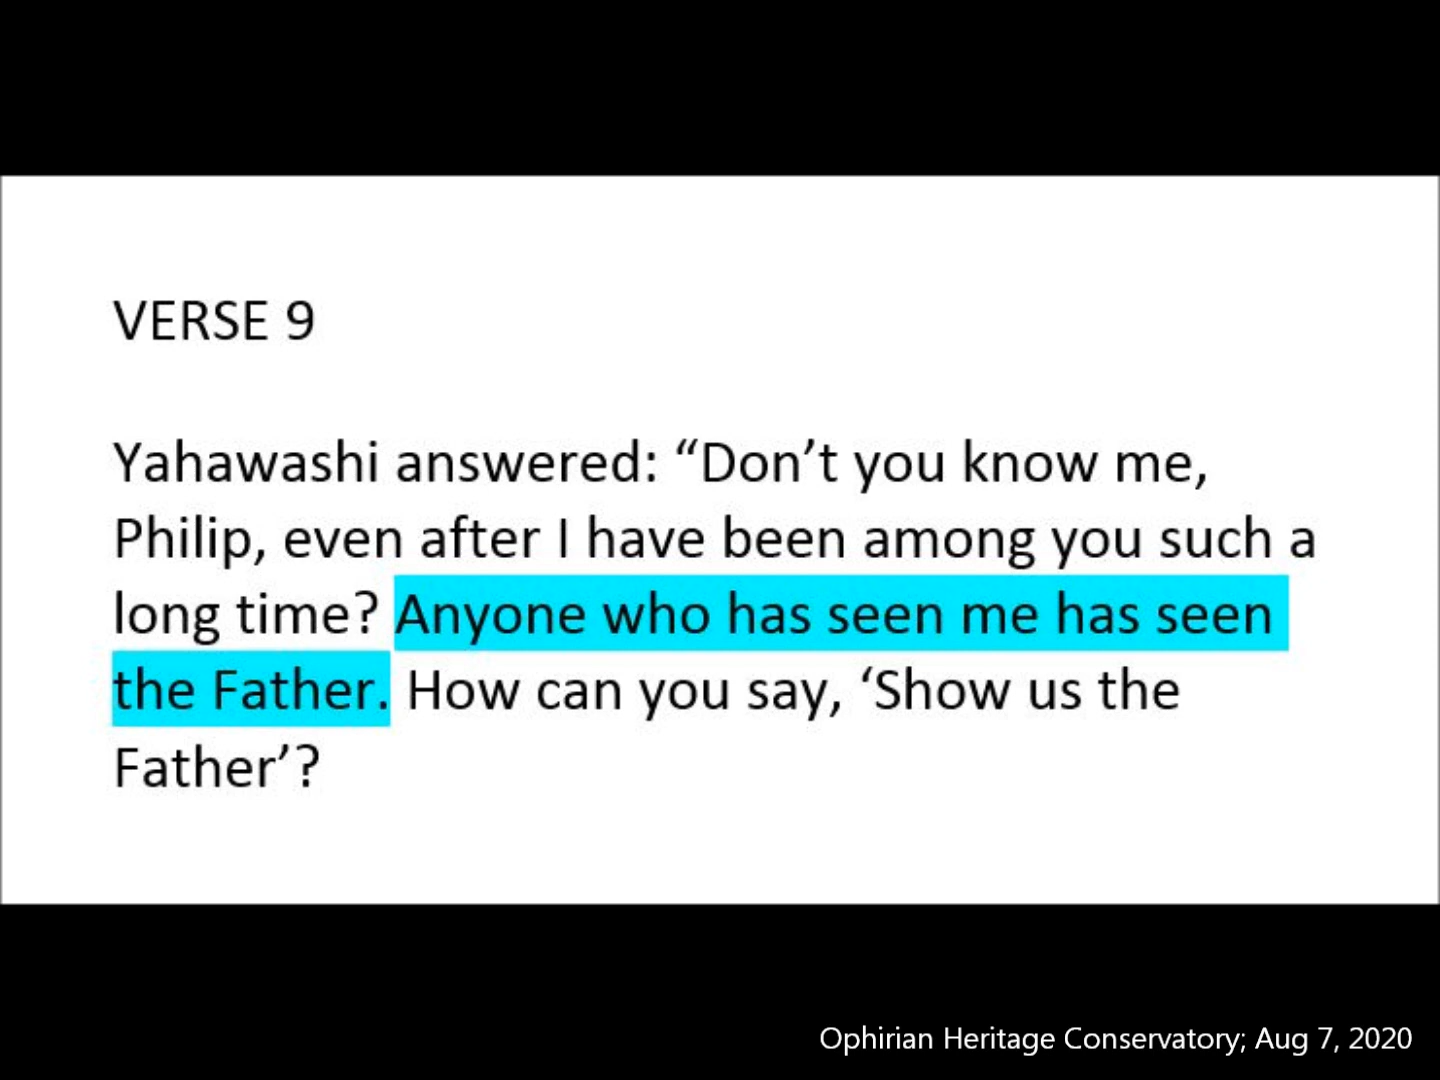 VERSE 9
Yahawashi answered: “Don’t you know me,
Philip, even after I have been among you such a
long time? Anyone who has seen me has seen
the Father. How can you say, ‘Show us the
Father’?
Ophirian Heritage Conservatory; Aug 7, 2020